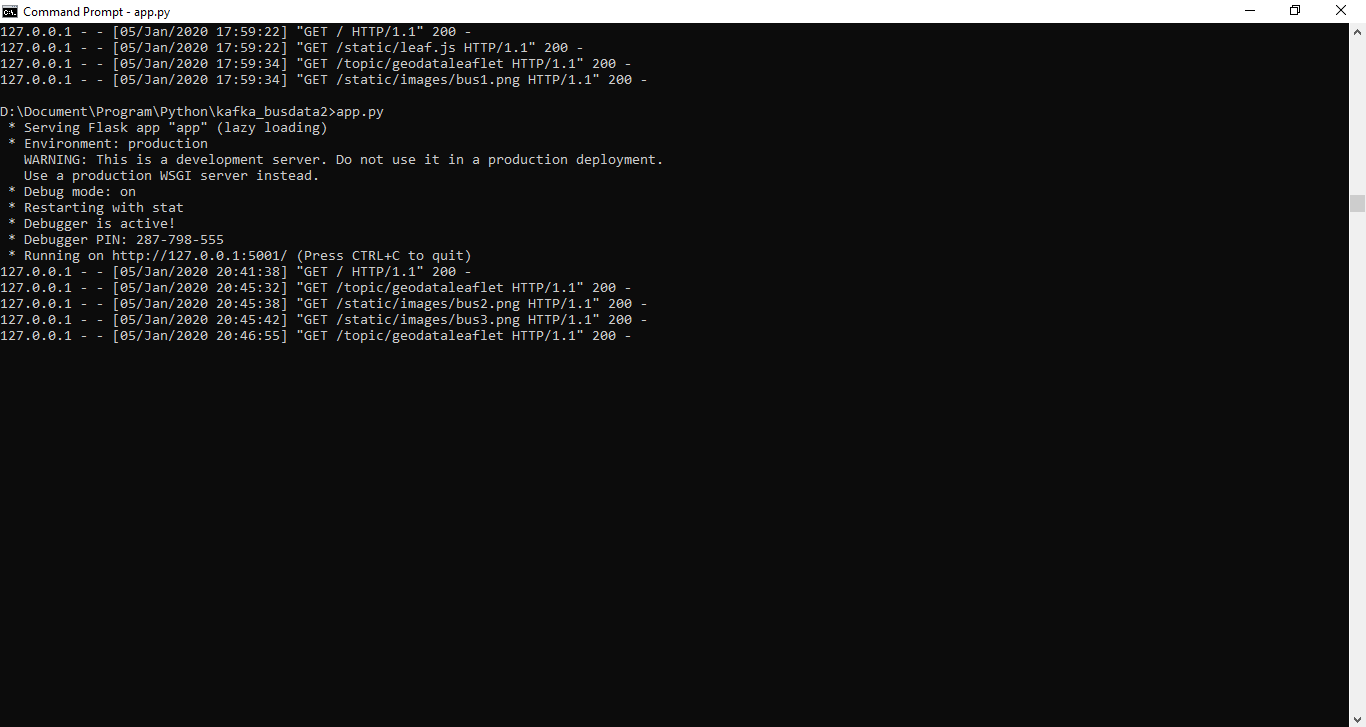 Command Prompt - app.py
127.0.0.1 - - [05/Jan/2020 17:59:22] "GET / HTTP/1.1" 200 -
127.0.0.1 - - [05/Jan/2020 17:59:22] "GET /static/leaf.js HTTP/1.1" 200 -
127.0.0.1 - - [05/Jan/2020 17:59:34] "GET /topic/geodataleaflet HTTP/1.1" 200 -
127.0.0.1 - - [05/Jan/2020 17:59:34] "GET /static/images/bus1.png HTTP/1.1" 200 -
D:\Document\Program\Python\kafka_busdata2>app.py
 * Serving Flask app "app" (lazy loading)
 * Environment: production
   WARNING: This is a development server. Do not use it in a production deployment.
   Use a production WSGI server instead.
 * Debug mode: on
 * Restarting with stat
 * Debugger is active!
 * Debugger PIN: 287-798-555
 * Running on http://127.0.0.1:5001/ (Press CTRL+C to quit)
127.0.0.1 - - [05/Jan/2020 20:41:38] "GET / HTTP/1.1" 200 -
127.0.0.1 - - [05/Jan/2020 20:45:32] "GET /topic/geodataleaflet HTTP/1.1" 200 -
127.0.0.1 - - [05/Jan/2020 20:45:38] "GET /static/images/bus2.png HTTP/1.1" 200 -
127.0.0.1 - - [05/Jan/2020 20:45:42] "GET /static/images/bus3.png HTTP/1.1" 200 -
127.0.0.1 - - [05/Jan/2020 20:46:55] "GET /topic/geodataleaflet HTTP/1.1" 200 -